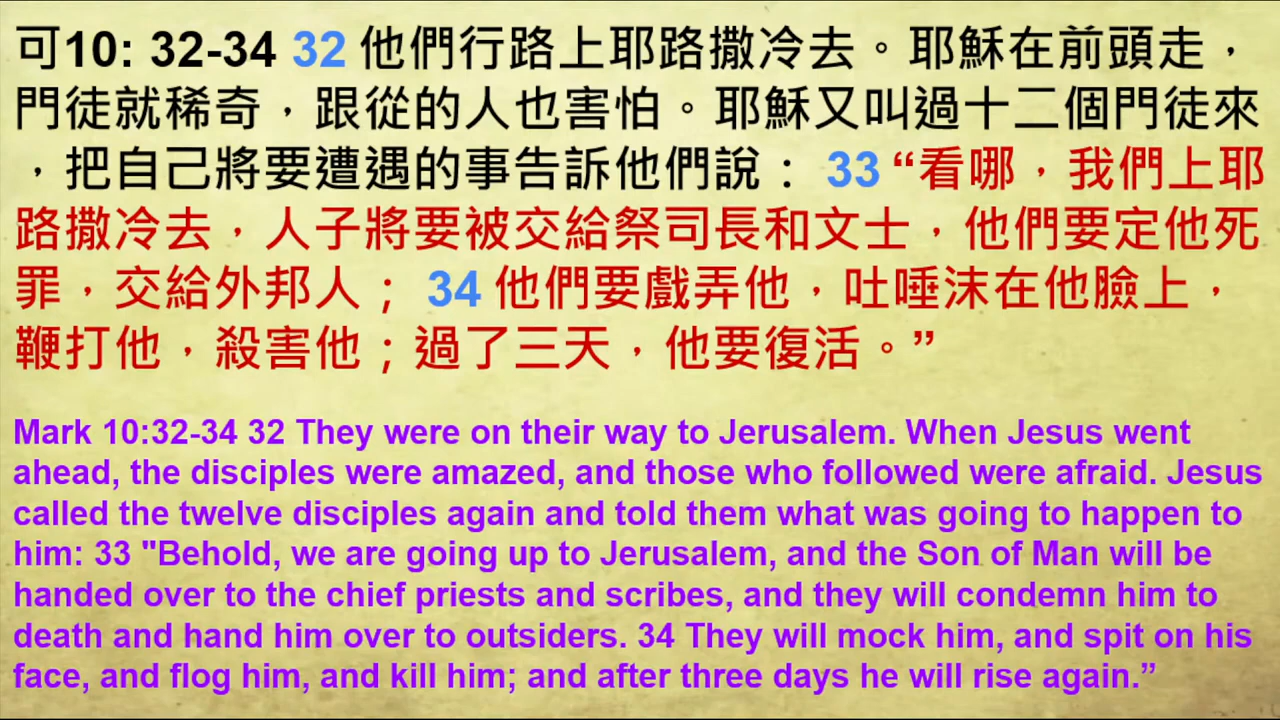 可10: 32-34 32 他們行路上耶路撒冷去。耶穌在前頭走，
門徒就稀奇，跟從的人也害怕。耶穌又叫過十二個門徒來
，把自己將要遭遇的事告訴他們說： 33 “看哪，我們上耶
路撒冷去，人子將要被交給祭司長和文士，他們要定他死
罪，交給外邦人； 34 他們要戲弄他，吐唾沫在他臉上，
鞭打他，殺害他；過了三天，他要復活。”
Mark 10:32-34 32 They were on their way to Jerusalem. When Jesus went
ahead, the disciples were amazed, and those who followed were afraid. Jesus
called the twelve disciples again and told them what was going to happen to
him: 33 "Behold, we are going up to Jerusalem, and the Son of Man will be
handed over to the chief priests and scribes, and they will condemn him to
death and hand him over to outsiders. 34 They will mock him, and spit on his
face, and flog him, and kill him; and after three days he will rise again.”